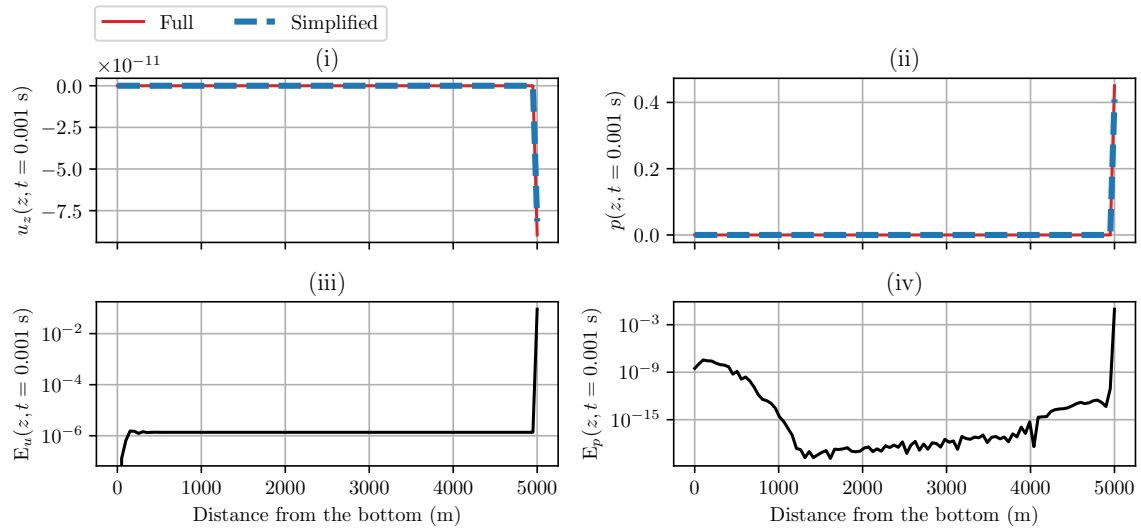 Full Simplified
×10⁻¹¹
(i)
(ii)
0.0
−2.5
−5.0
−7.5
u_z(z, t = 0.001 s)
0.4
0.2
0.0
p(z, t = 0.001 s)
(iii)
(iv)
10⁻²
10⁻⁴
10⁻⁶
E_u(z, t = 0.001 s)
10⁻³
10⁻⁹
10⁻¹⁵
E_p(z, t = 0.001 s)
0 1000 2000 3000 4000 5000
0 1000 2000 3000 4000 5000
Distance from the bottom (m)
Distance from the bottom (m)